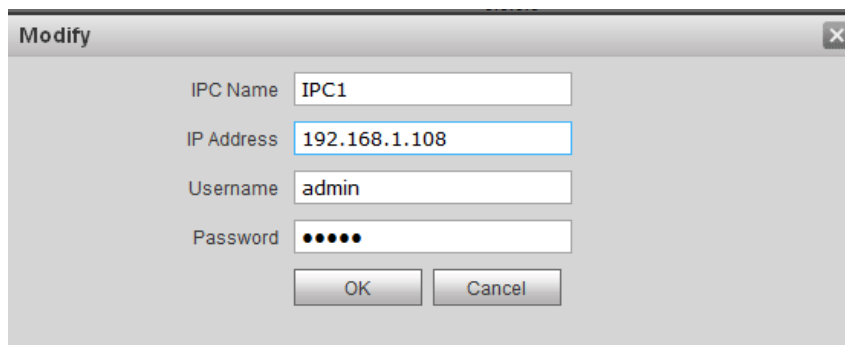 Modify
IPC Name IPC1
IP Address 192.168.1.108
Username admin
Password •••••
OK Cancel